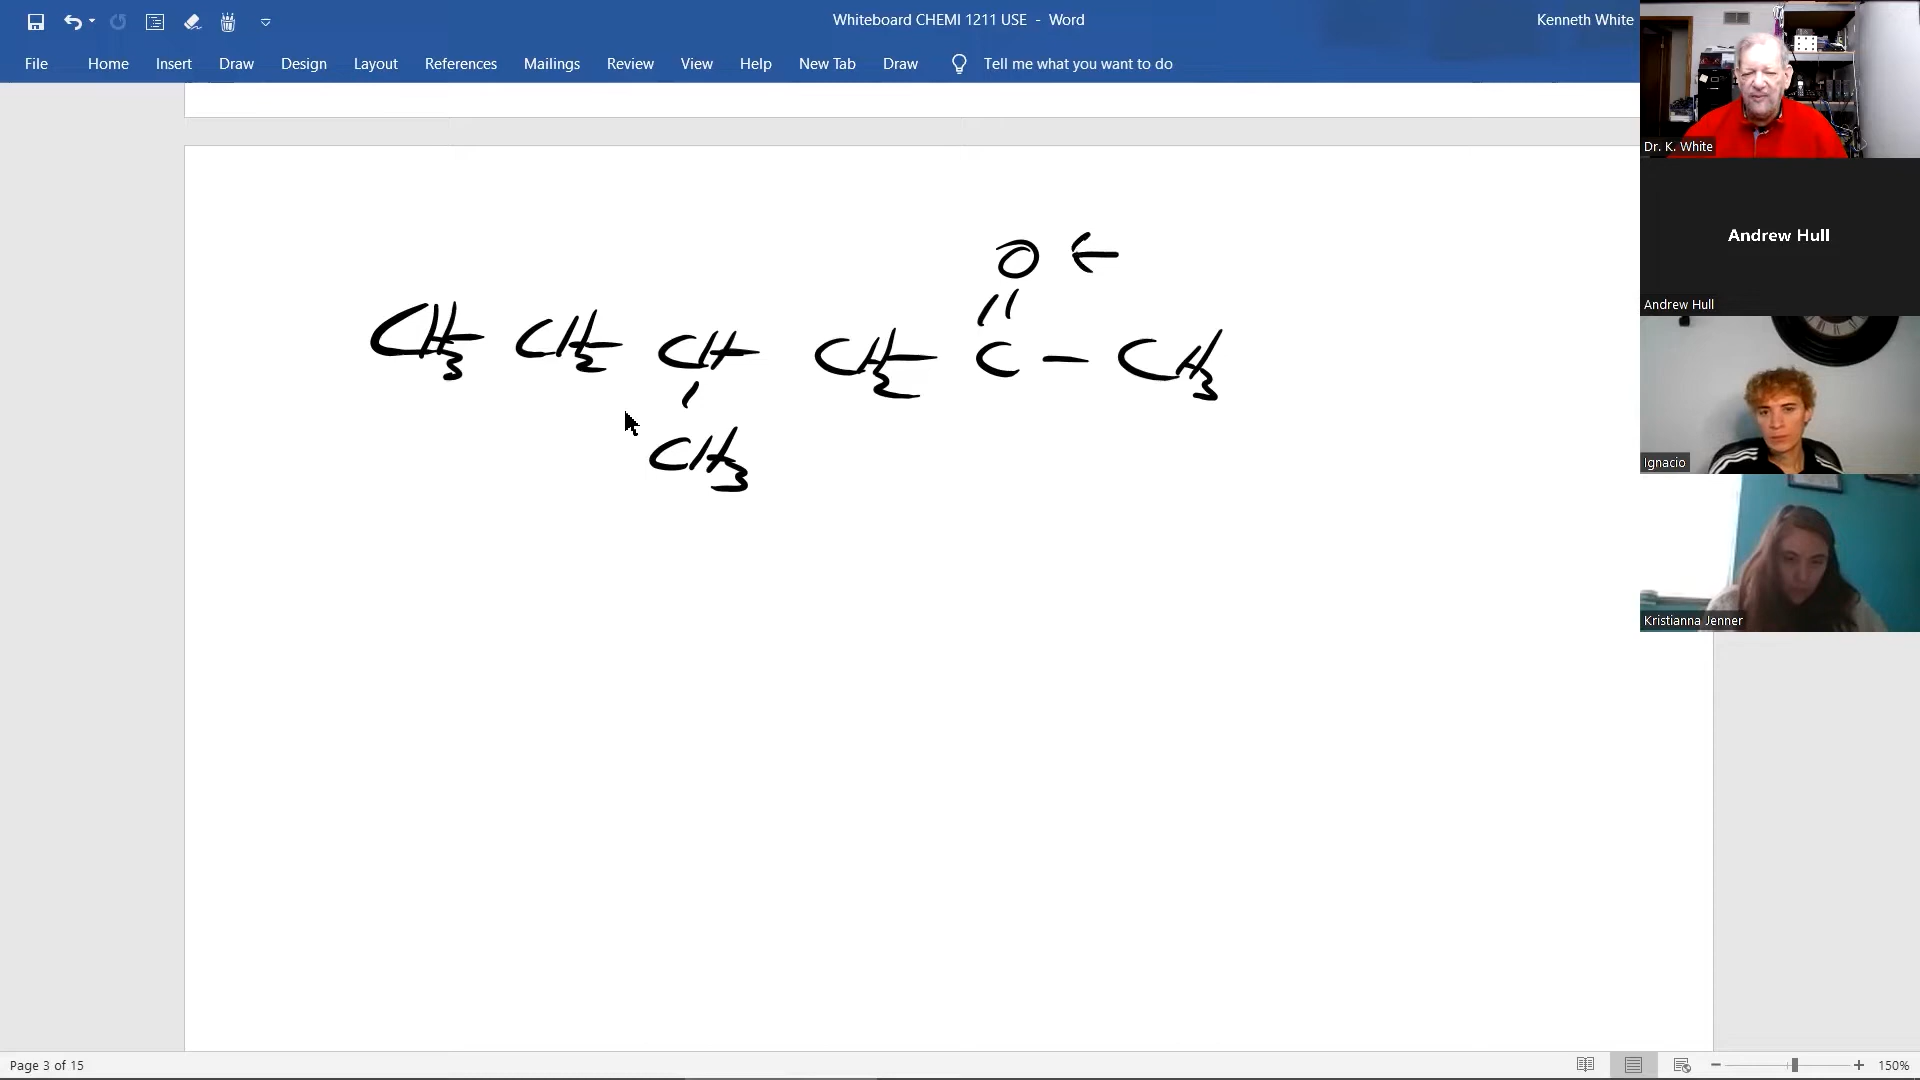 Whiteboard CHEMI 1211 USE - Word
Kenneth White
File Home Insert Draw Design Layout References Mailings Review View Help New Tab Draw Tell me what you want to do
Dr. K. White
Andrew Hull
Andrew Hull
Ignacio
Kristianna Jenner
O ←
||
CH3 CH2 CH CH2 C — CH3
|
CH3
Page 3 of 15
150%